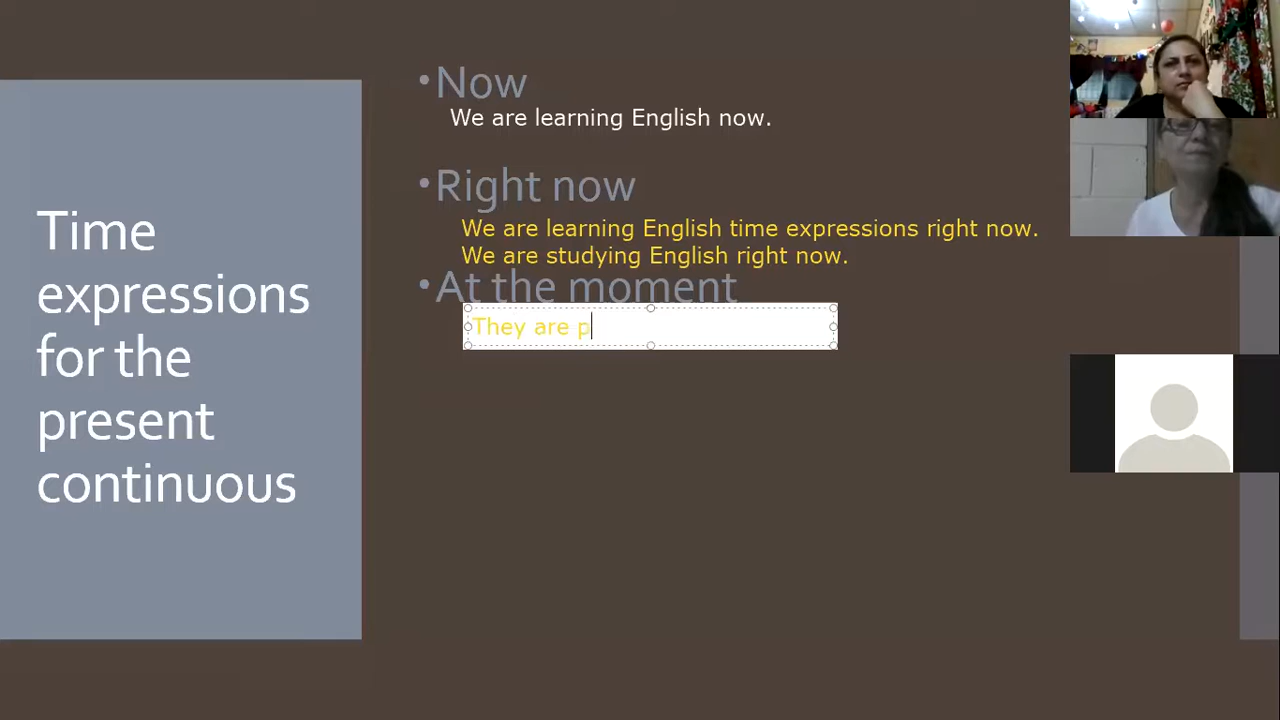 Time
expressions
for the
present
continuous
•Now
We are learning English now.
•Right now
We are learning English time expressions right now.
We are studying English right now.
•At the moment
They are p